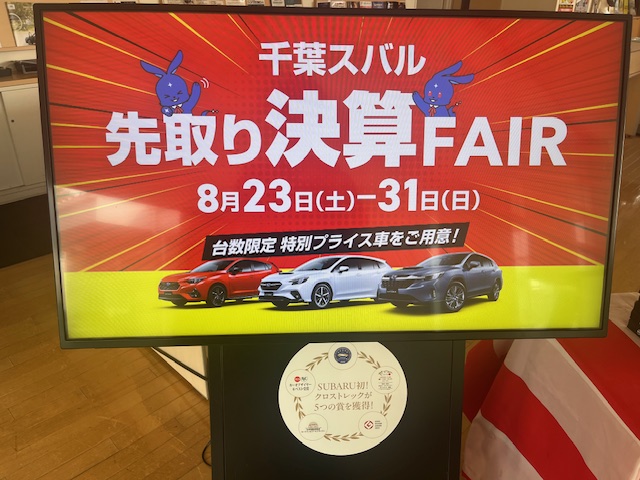 千葉スバル
先取り決算FAIR
8月23日(土)-31日(日)
台数限定 特別プライス車をご用意!
SUBARU初!
クロストレックが
5つの賞を獲得!